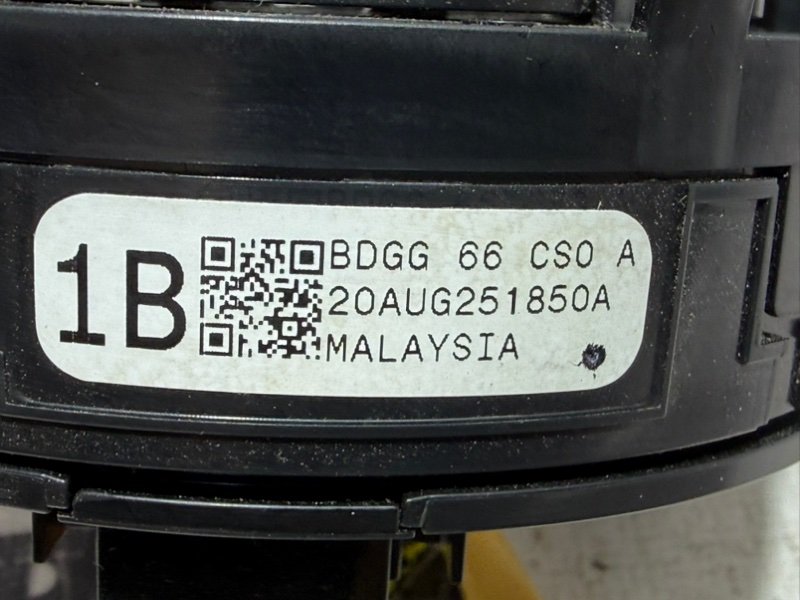 1B
BDGG 66 CS0 A
20AUG251850A
MALAYSIA